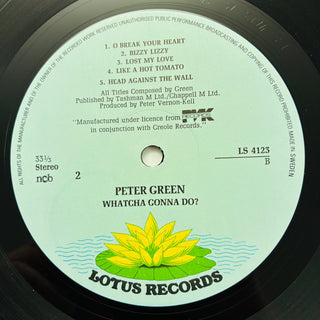 ALL RIGHTS OF THE MANUFACTURER AND OF THE OWNER OF THE RECORDED WORK RESERVED UNAUTHORISED PUBLIC PERFORMANCE BROADCASTING AND COPYING OF THIS RECORD PROHIBITED MADE IN SWEDEN
1. O BREAK YOUR HEART
2. BIZZY LIZZY
3. LOST MY LOVE
4. LIKE A HOT TOMATO
5. HEAD AGAINST THE WALL
All Titles Composed by Green
Published by Tashman M Ltd./Chappell M Ltd.
Produced by Peter Vernon-Kell
"Manufactured under licence from PVK
in conjunction with Creole Records."
33⅓
Stereo
ncb
2
LS 4123
B
PETER GREEN
WHATCHA GONNA DO?
LOTUS RECORDS